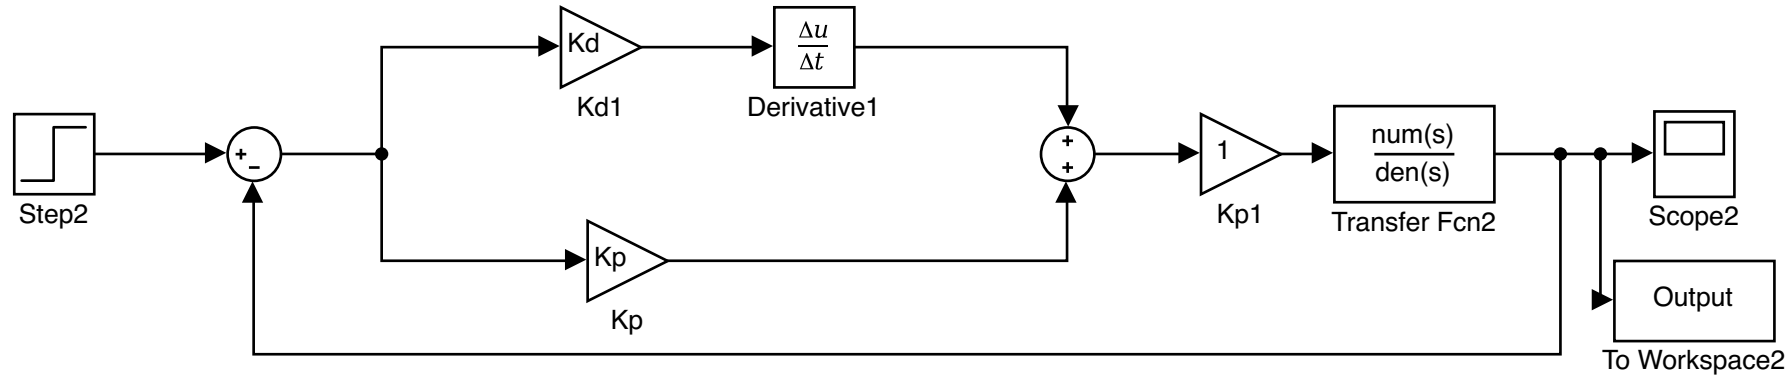 Kd
Kd1
Δu
Δt
Derivative1
Step2
+
−
Kp
Kp
+
+
1
Kp1
num(s)
den(s)
Transfer Fcn2
Scope2
Output
To Workspace2